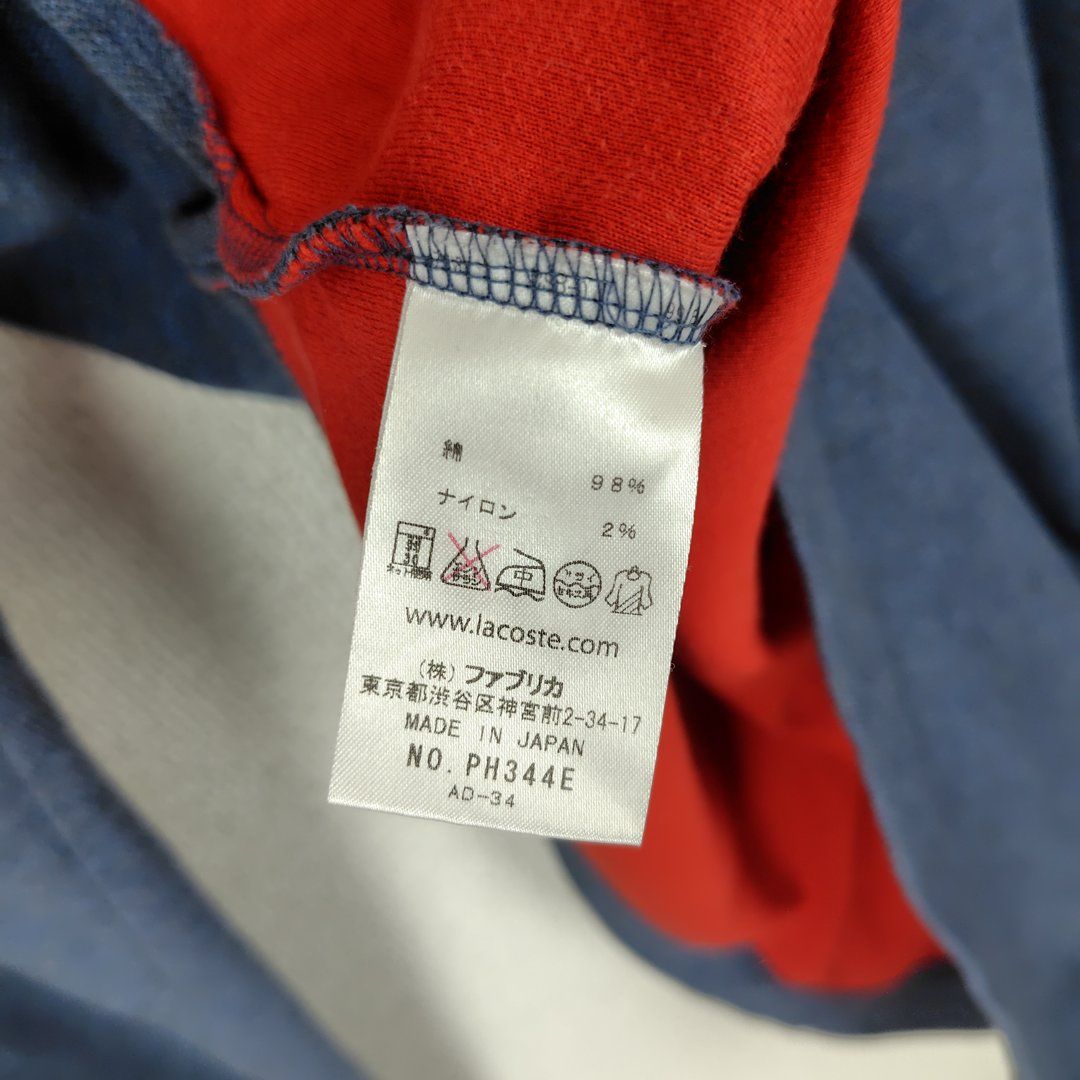 綿 98%
ナイロン 2%
中
www.lacoste.com
(株) ファブリカ
東京都渋谷区神宮前2-34-17
MADE IN JAPAN
NO. PH344E
AD-34